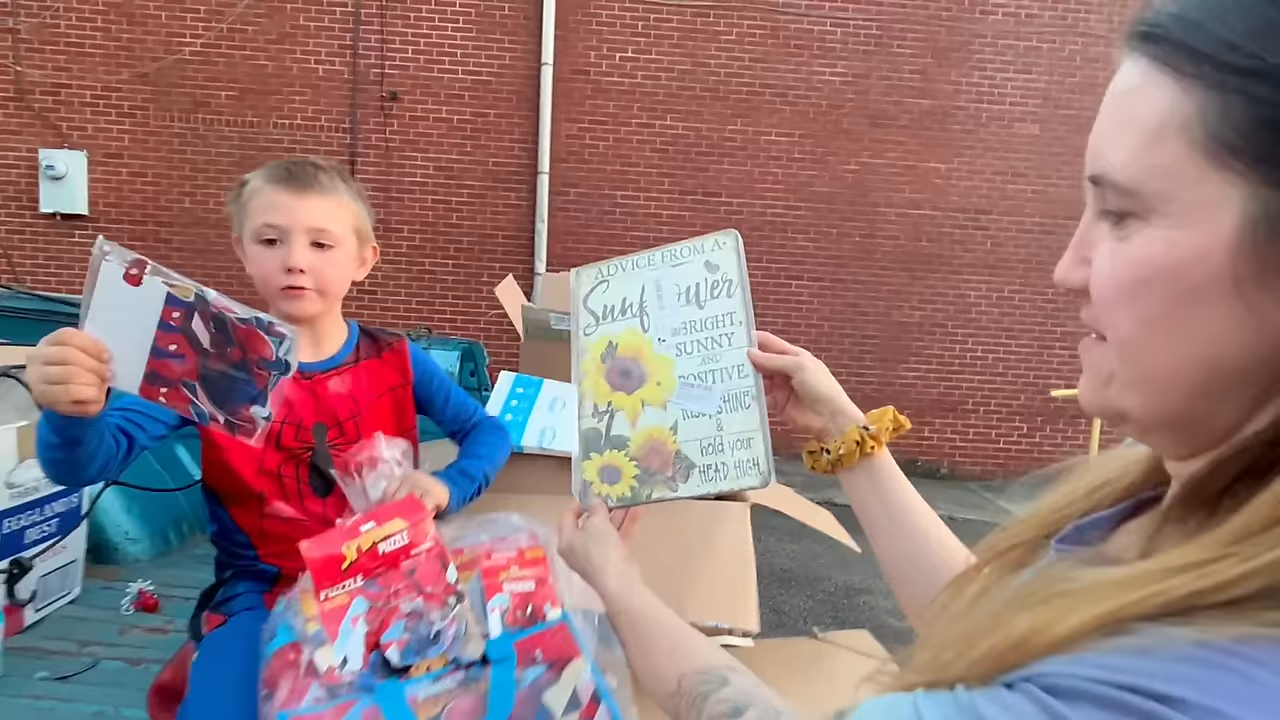 ADVICE FROM A
Sunf wer
BRIGHT,
SUNNY
AND
POSITIVE
SHINE
&
hold your
HEAD HIGH.
PUZZLE
PUZZLE
EGGLAND'S
BEST